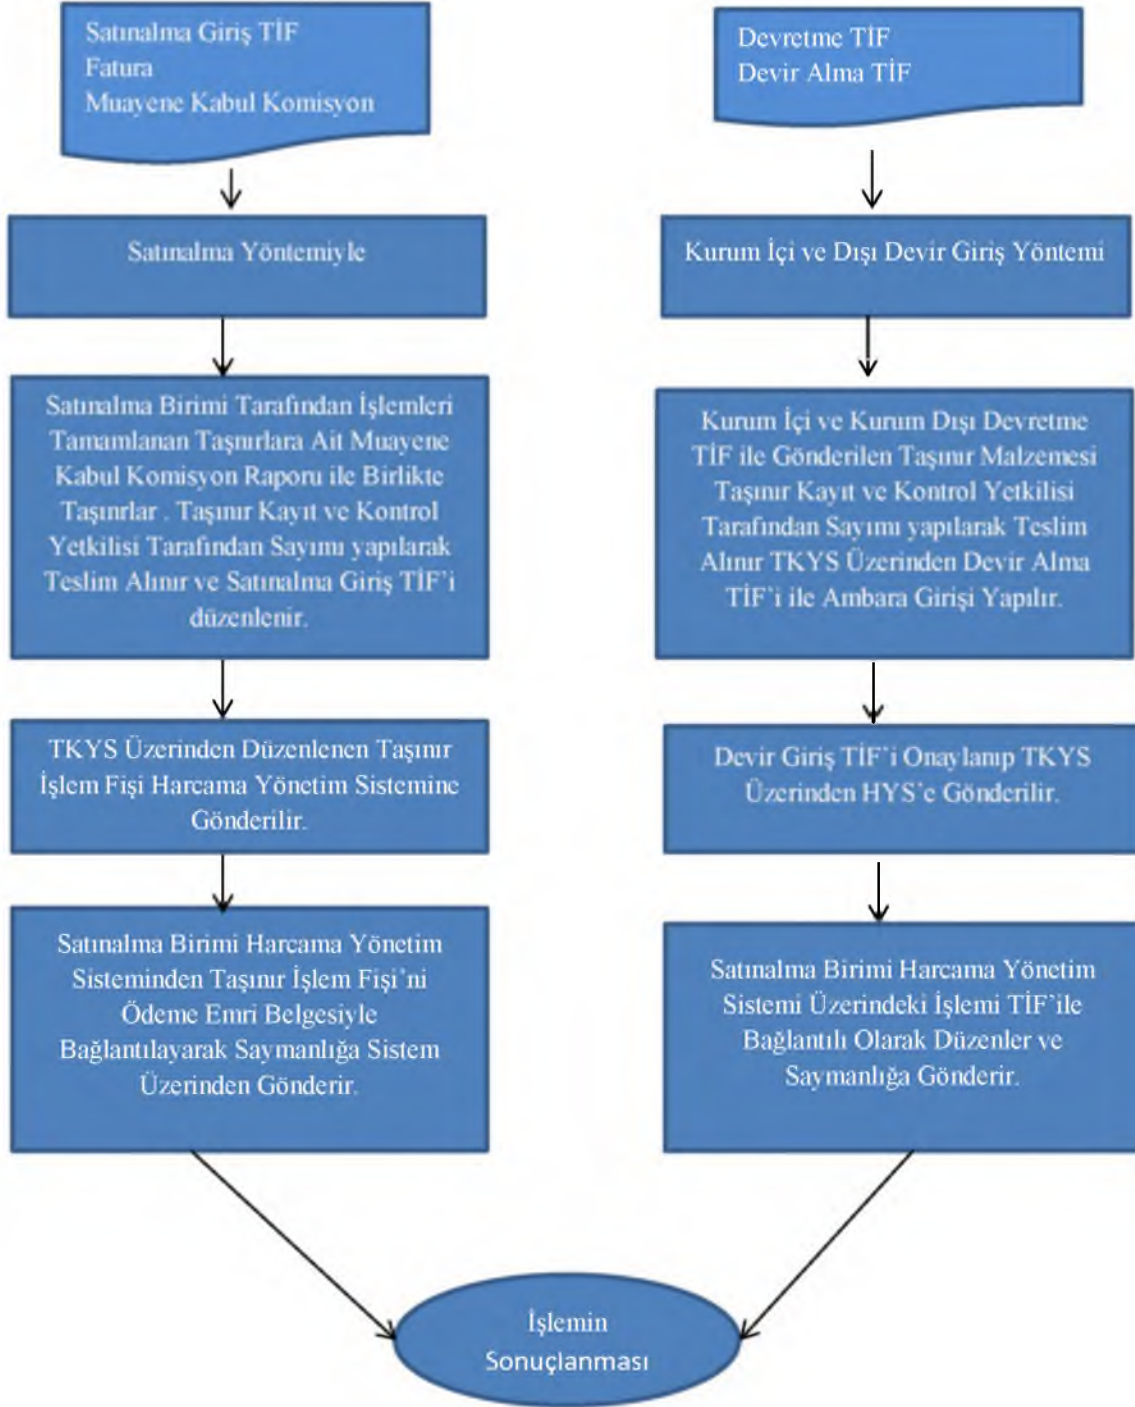 Satınalma Giriş TİF
Fatura
Muayene Kabul Komisyon
Satınalma Yöntemiyle
Satınalma Birimi Tarafından İşlemleri
Tamamlanan Taşnırlara Ait Muayene
Kabul Komisyon Raporu ile Birlikte
Taşınrlar . Taşınır Kayıt ve Kontrol
Yetkilisi Tarafından Sayımı yapılarak
Teslim Alınır ve Satınalma Giriş TİF'i
düzenlenir.
TKYS Üzerinden Düzenlenen Taşınır
İşlem Fişi Harcama Yönetim Sistemine
Gönderilir.
Satınalma Birimi Harcama Yönetim
Sisteminden Taşınır İşlem Fişi'ni
Ödeme Emri Belgesiyle
Bağlantılayarak Saymanlığa Sistem
Üzerinden Gönderir.
Devretme TİF
Devir Alma TİF
Kurum İçi ve Dışı Devir Giriş Yöntemi
Kurum İçi ve Kurum Dışı Devretme
TİF ile Gönderilen Taşınır Malzemesi
Taşınır Kayıt ve Kontrol Yetkilisi
Tarafından Sayımı yapılarak Teslim
Alınır TKYS Üzerinden Devir Alma
TİF'i ile Ambara Girişi Yapılır.
Devir Giriş TİF'i Onaylanıp TKYS
Üzerinden HYS'e Gönderilir.
Satınalma Birimi Harcama Yönetim
Sistemi Üzerindeki İşlemi TİF'ile
Bağlantılı Olarak Düzenler ve
Saymanlığa Gönderir.
İşlemin
Sonuçlanması